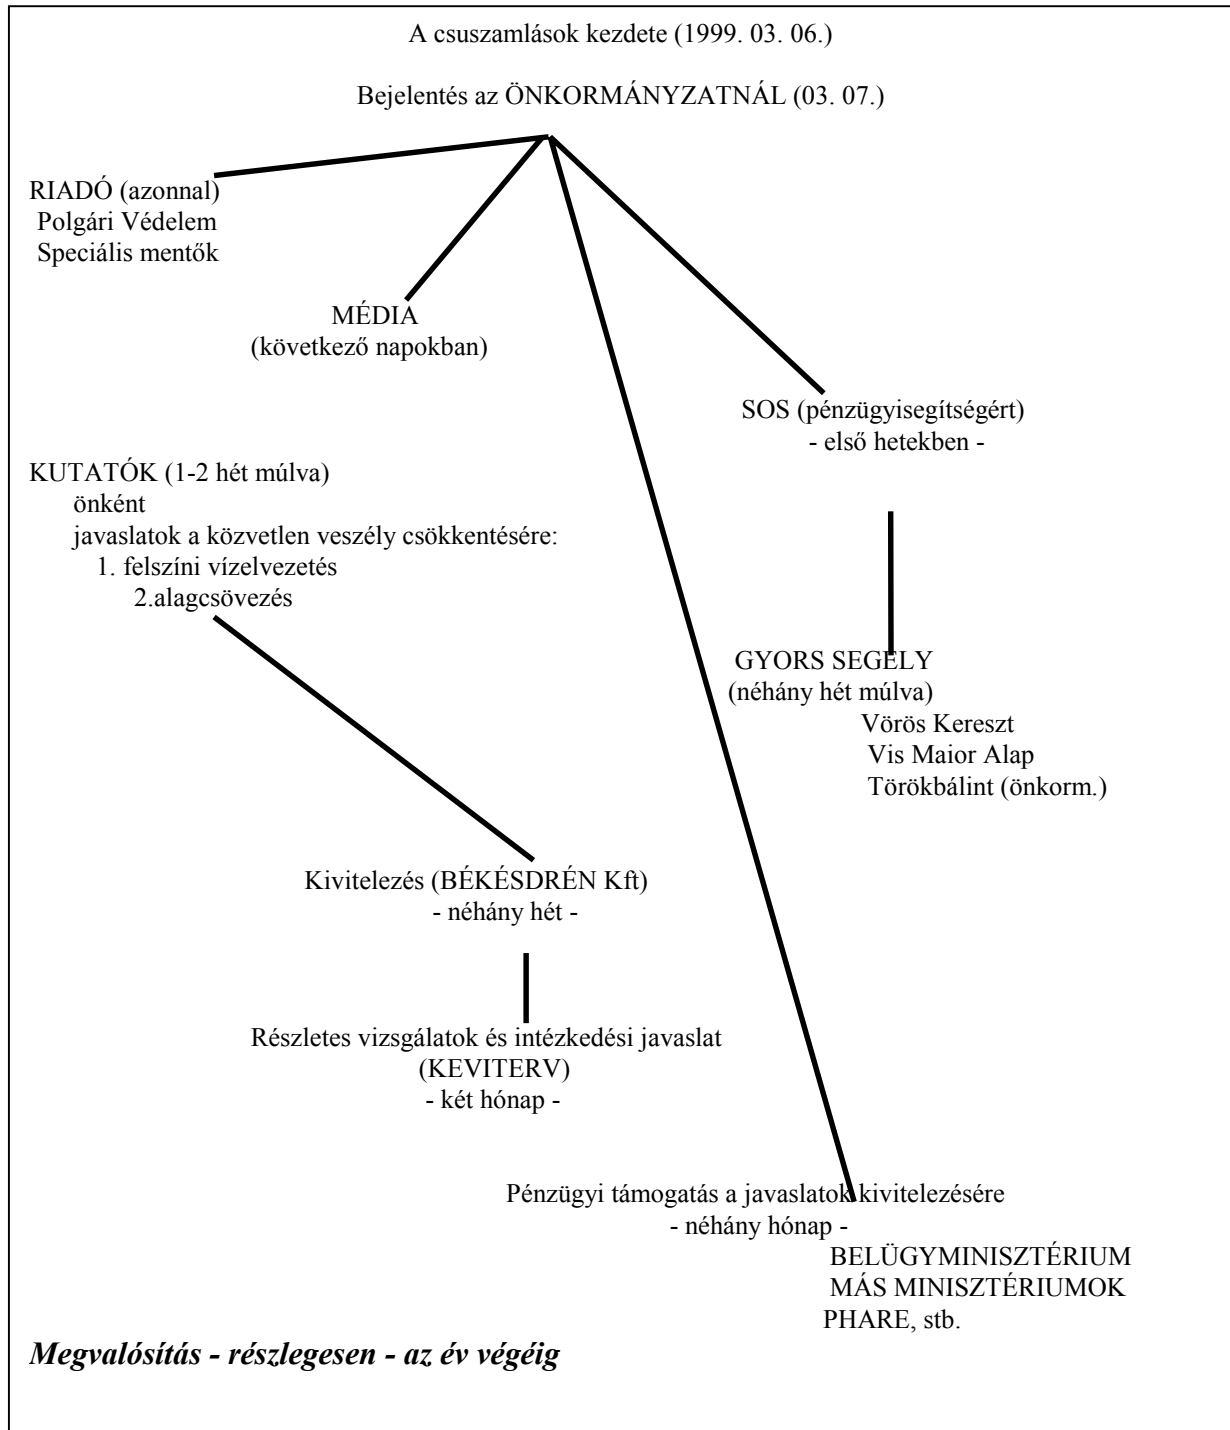 A csuszamlások kezdete (1999. 03. 06.)
Bejelentés az ÖNKORMÁNYZATNÁL (03. 07.)
RIADÓ (azonnal)
Polgári Védelem
Speciális mentők
MÉDIA
(következő napokban)
SOS (pénzügyisegítségért)
- első hetekben -
KUTATÓK (1-2 hét múlva)
önként
javaslatok a közvetlen veszély csökkentésére:
1. felszíni vízelvezetés
2.alagcsövezés
GYORS SEGÉLY
(néhány hét múlva)
Vörös Kereszt
Vis Maior Alap
Törökbálint (önkorm.)
Kivitelezés (BÉKÉSDRÉN Kft)
- néhány hét -
Részletes vizsgálatok és intézkedési javaslat
(KEVITERV)
- két hónap -
Pénzügyi támogatás a javaslatok kivitelezésére
- néhány hónap -
BELÜGYMINISZTÉRIUM
MÁS MINISZTÉRIUMOK
PHARE, stb.
Megvalósítás - részlegesen - az év végéig